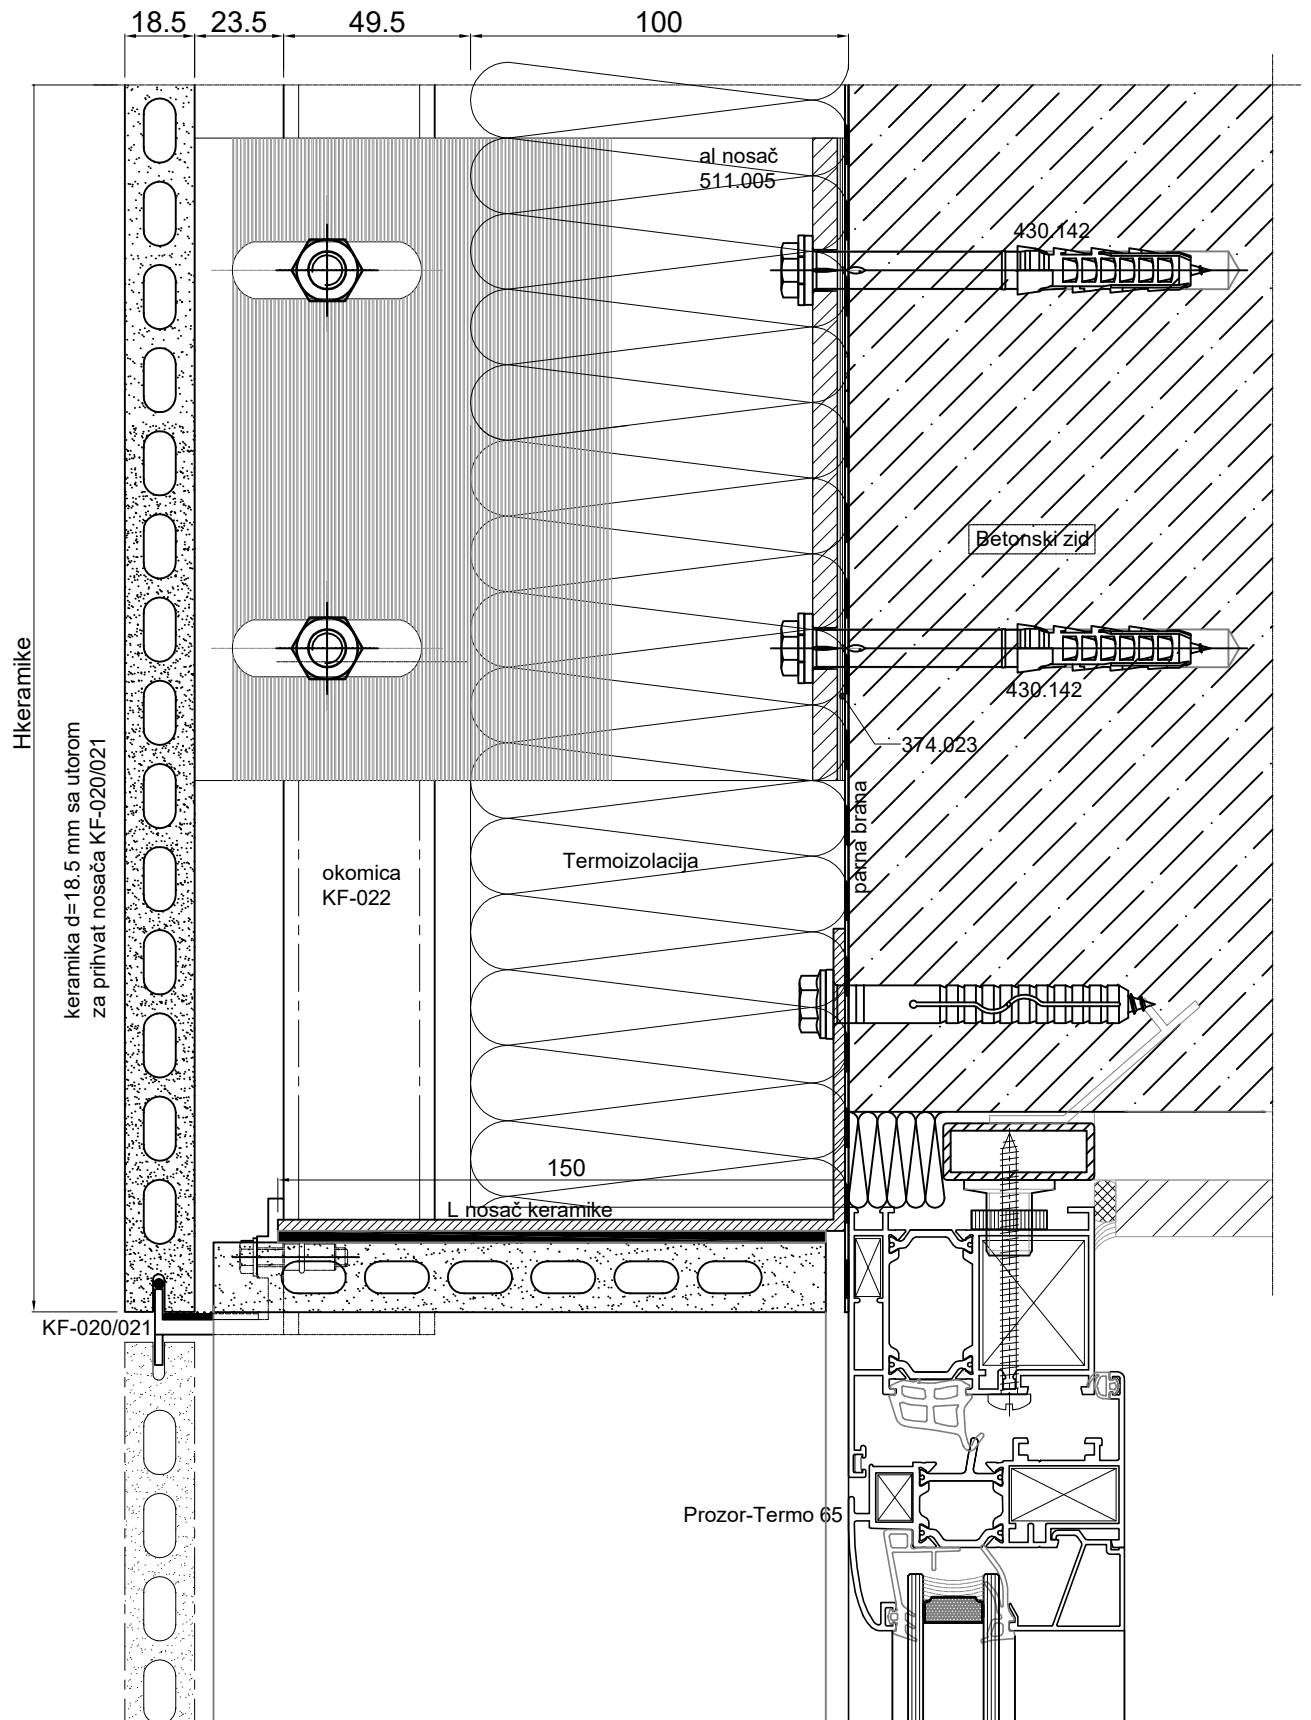 18.5 23.5 49.5 100
al nosač
511.005
430.142
Betonski zid
430.142
374.023
Hkeramike
keramika d=18.5 mm sa utorom
za prihvat nosača KF-020/021
parna brana
Termoizolacija
okomica
KF-022
150
L nosač keramike
KF-020/021
Prozor-Termo 65